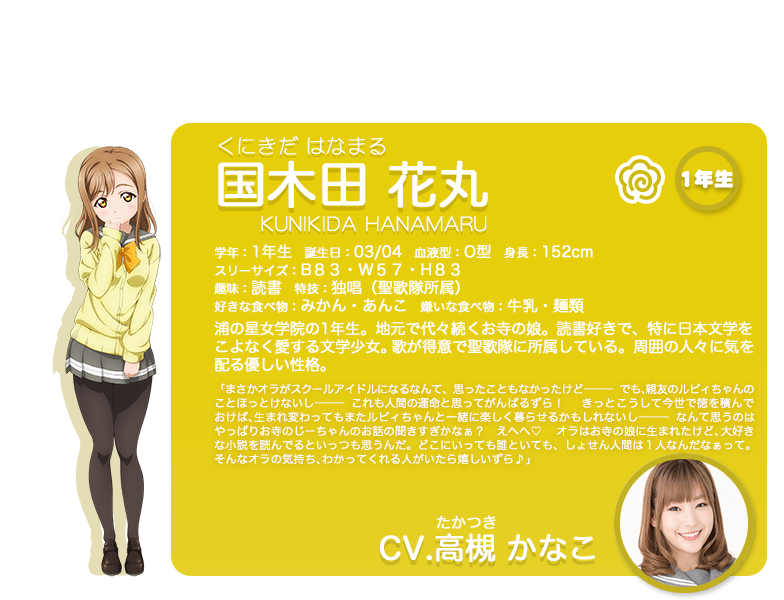 くにきだ はなまる
国木田 花丸
1年生
KUNIKIDA HANAMARU
学年：1年生　誕生日：03/04　血液型：O型　身長：152cm
スリーサイズ：B８３・W５７・H８３
趣味：読書　特技：独唱（聖歌隊所属）
好きな食べ物：みかん・あんこ　嫌いな食べ物：牛乳・麺類
浦の星女学院の1年生。地元で代々続くお寺の娘。読書好きで、特に日本文学を
こよなく愛する文学少女。歌が得意で聖歌隊に所属している。周囲の人々に気を
配る優しい性格。
「まさかオラがスクールアイドルになるなんて、思ったこともなかったけど―――　でも、親友のルビィちゃんの
ことほっとけないし―――　これも人間の運命と思ってがんばるずら！　きっとこうして今世で徳を積んで
おけば、生まれ変わってもまたルビィちゃんと一緒に楽しく暮らせるかもしれないし―――　なんて思うのは
やっぱりお寺のじーちゃんのお話の聞きすぎかなぁ？　えへへ♡　オラはお寺の娘に生まれたけど、大好き
な小説を読んでるといっつも思うんだ。どこにいっても誰といても、しょせん人間は１人なんだなぁって。
そんなオラの気持ち、わかってくれる人がいたら嬉しいずら♪」
たかつき
CV.高槻 かなこ